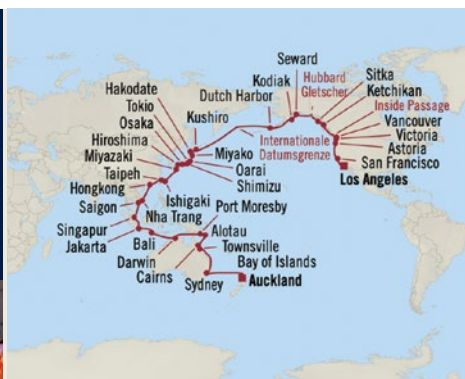 Seward
Sitka
Hubbard
Gletscher
Kodiak
Ketchikan
Inside Passage
Dutch Harbor
Hakodate
Vancouver
Tokio
Kushiro
Victoria
Osaka
Internationale
Datumsgrenze
Astoria
Hiroshima
Miyako
San Francisco
Miyazaki
Oarai
Los Angeles
Taipeh
Shimizu
Hongkong
Ishigaki
Saigon
Nha Trang
Port Moresby
Singapur
Alotau
Jakarta
Bali
Townsville
Darwin
Bay of Islands
Cairns
Sydney
Auckland